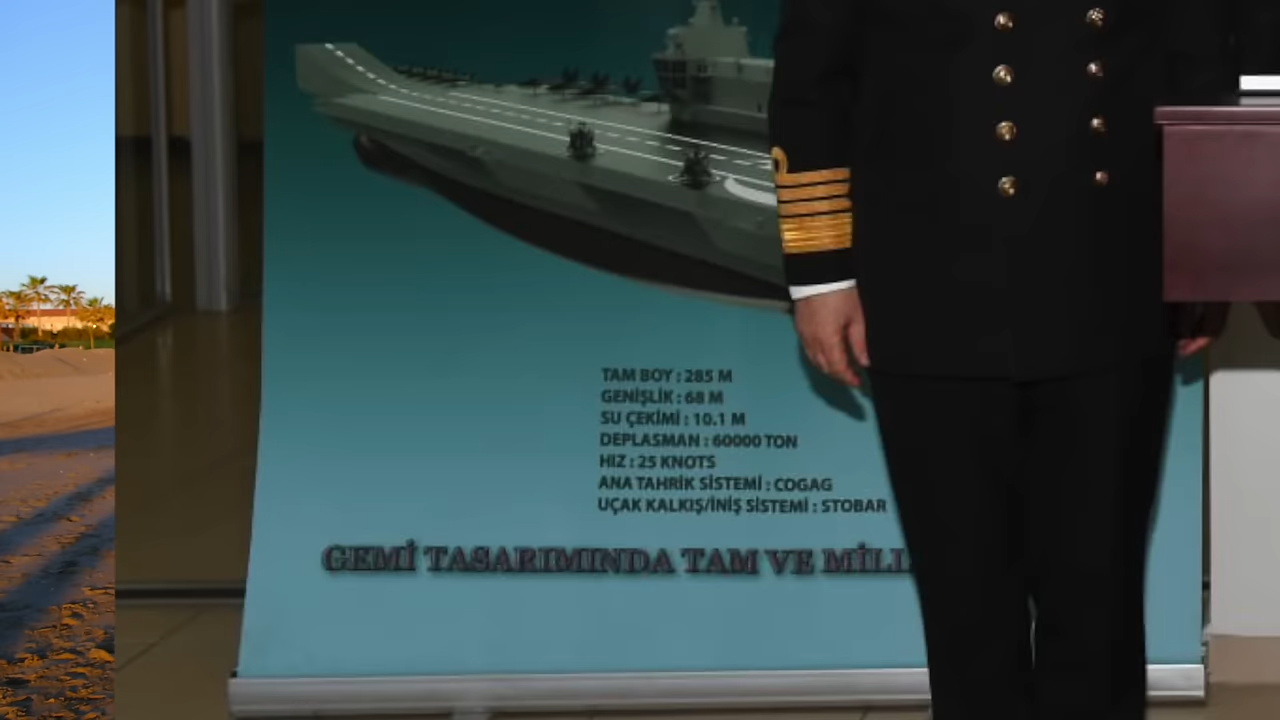 TAM BOY : 285 M
GENİŞLİK : 68 M
SU ÇEKİMİ : 10.1 M
DEPLASMAN : 60000 TON
HIZ : 25 KNOTS
ANA TAHRİK SİSTEMİ : COGAG
UÇAK KALKIŞ/İNİŞ SİSTEMİ : STOBAR
GEMİ TASARIMINDA TAM VE